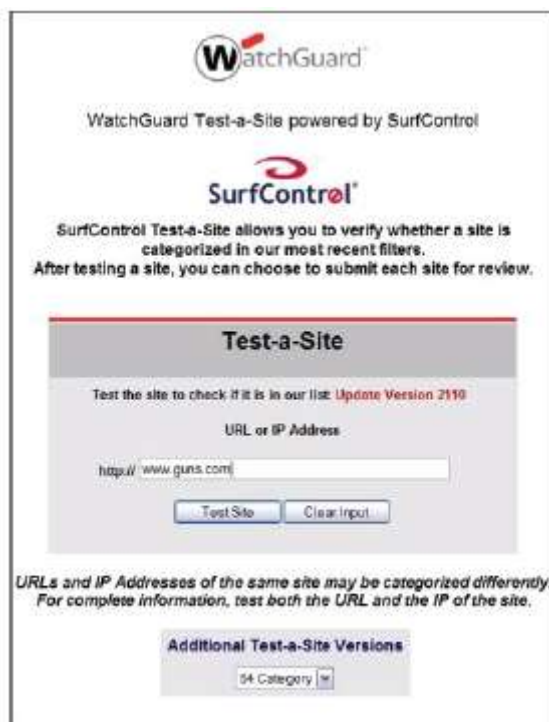 WatchGuard®
WatchGuard Test-a-Site powered by SurfControl
SurfControl®
SurfControl Test-a-Site allows you to verify whether a site is
categorized in our most recent filters.
After testing a site, you can choose to submit each site for review.
Test-a-Site
Test the site to check if it is in our list: Update Version 2110
URL or IP Address
http:// www.guns.com
Test Site Clear Input
URLs and IP Addresses of the same site may be categorized differently.
For complete information, test both the URL and the IP of the site.
Additional Test-a-Site Versions
54 Category